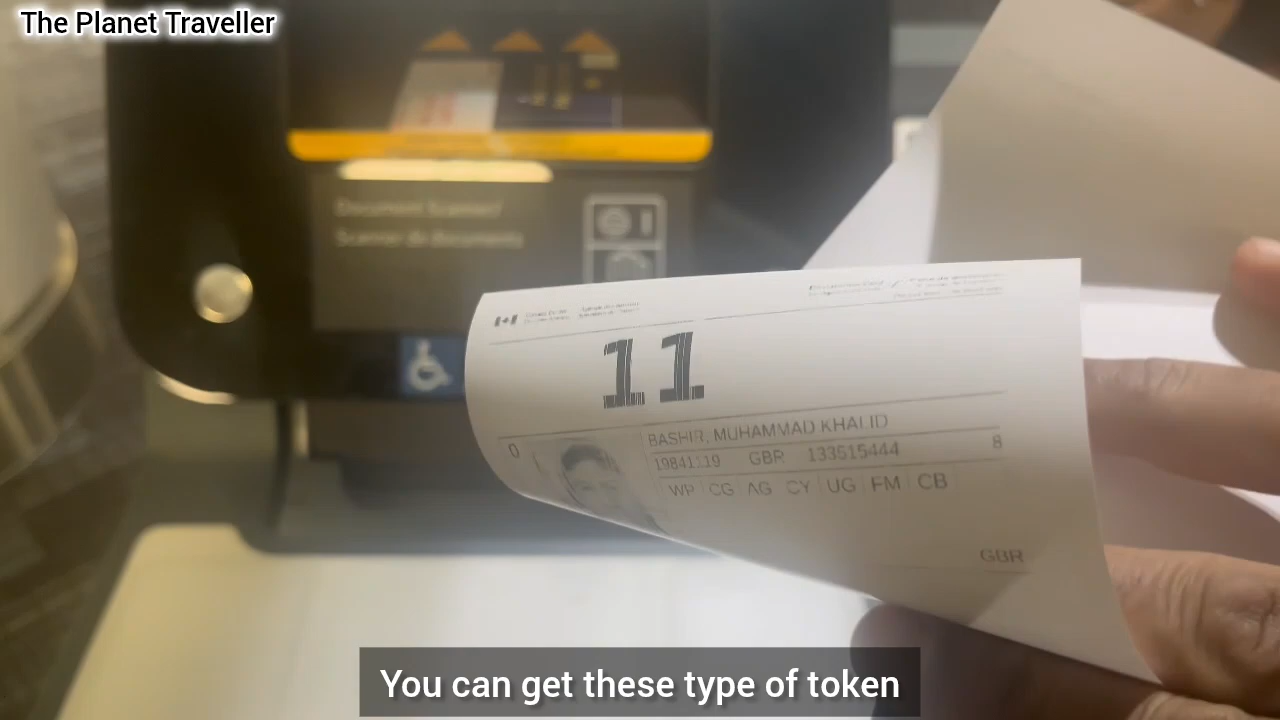 The Planet Traveller
Document Scanner/
Scanner de documents
11
BASHIR, MUHAMMAD KHALID
0
GBR 133615444 8
WP CG AG CY UG FM CB
GBR
You can get these type of token